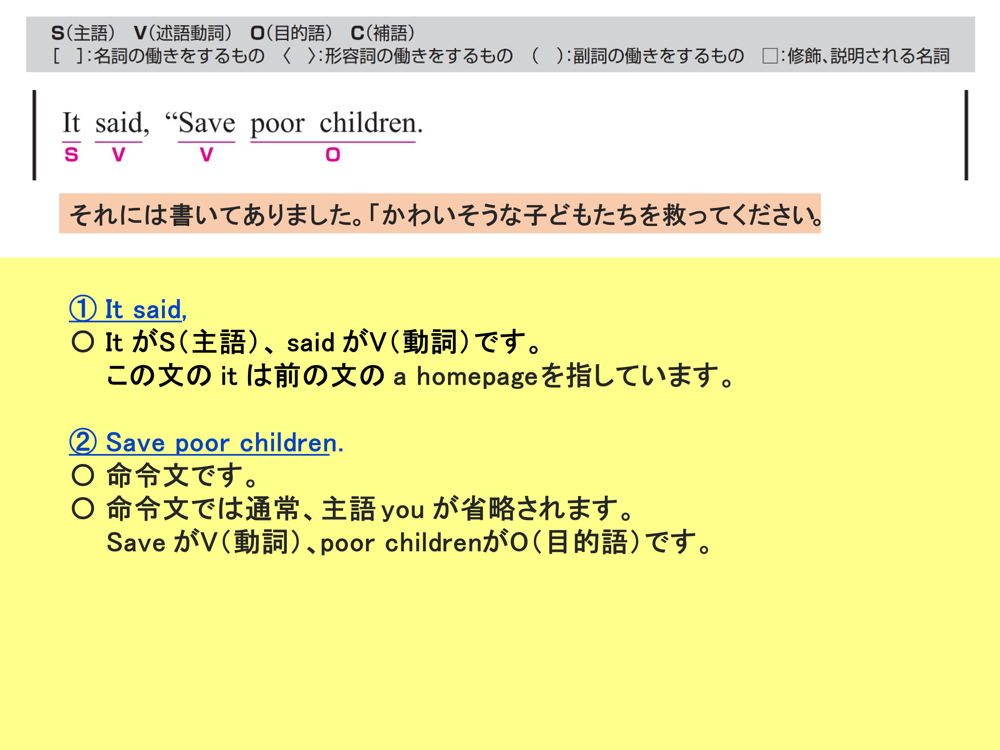 S（主語）　V（述語動詞）　O（目的語）　C（補語）
［　］：名詞の働きをするもの　〈　〉：形容詞の働きをするもの　（　）：副詞の働きをするもの　□：修飾、説明される名詞
It said, “Save poor children.
S V V O
それには書いてありました。「かわいそうな子どもたちを救ってください。
① It said,
○ It がS（主語）、said がV（動詞）です。
この文の it は前の文の a homepageを指しています。
② Save poor children.
○ 命令文です。
○ 命令文では通常、主語 you が省略されます。
Save がV（動詞）、poor childrenがO（目的語）です。